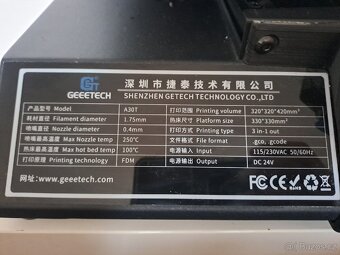 GEEETECH
深圳市捷泰技术有限公司
SHENZHEN GETECH TECHNOLOGY CO.,LTD
产品型号 Model A30T 打印范围 Printing volume 320*320*420mm³
耗材直径 Filament diameter 1.75mm 热床尺寸 Platform size 330*330mm²
喷嘴直径 Nozzle diameter 0.4mm 打印头数量 3 in-1 out
喷嘴最高温度 Max Nozzle temp 250℃ 文件格式 File format .gco, .gcode
热床最高温度 Max hot bed temp 100℃ 电源输入 Input 115/230VAC 50/60Hz
打印原理 Printing technology FDM 电源输出 Output DC 24V
网址：www.geeetech.com
CE FC